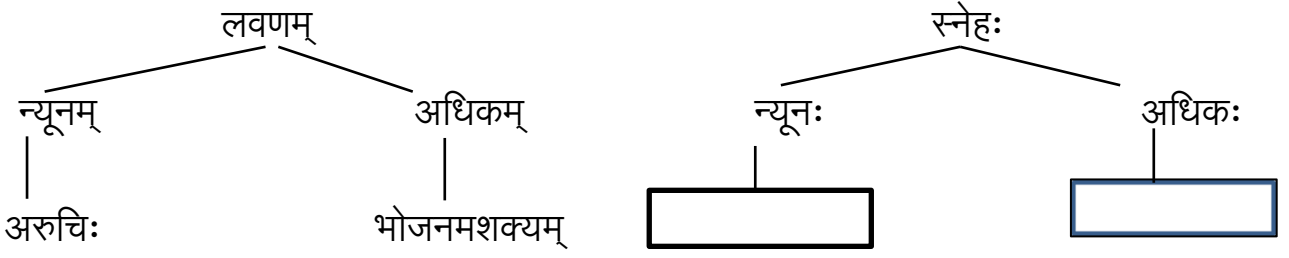 लवणम् स्नेहः
न्यूनम् अधिकम् न्यूनः अधिकः
अरुचिः भोजनमशक्यम्